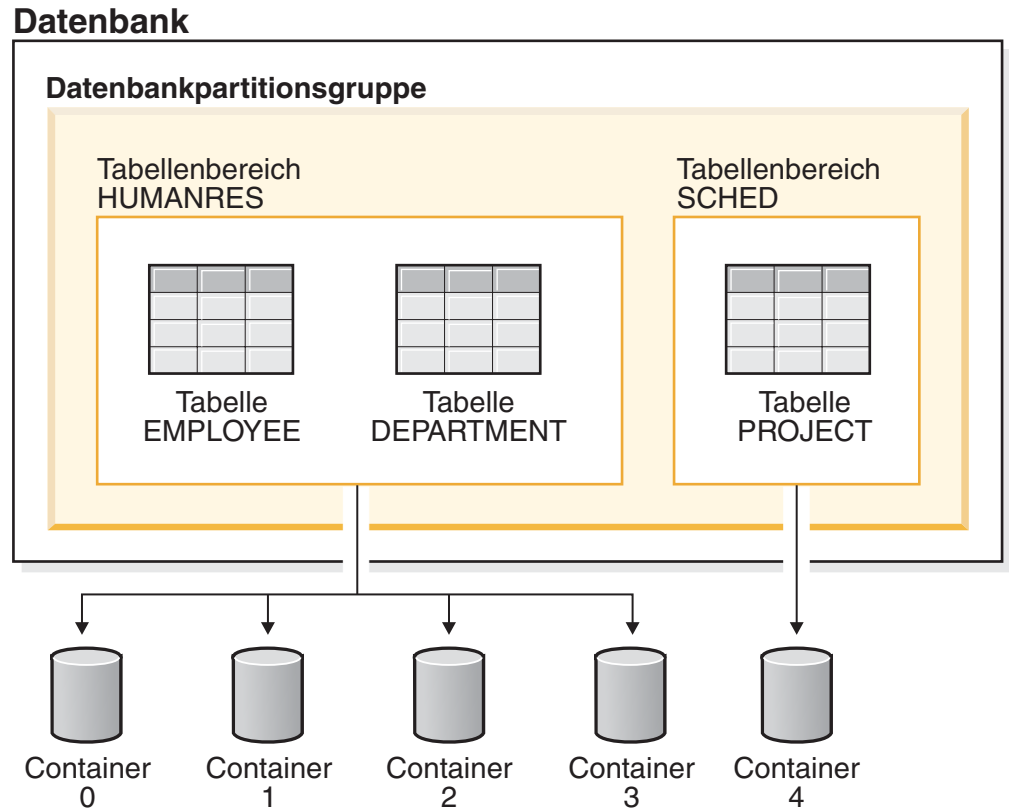 Datenbank
Datenbankpartitionsgruppe
Tabellenbereich
HUMANRES
Tabellenbereich
SCHED
Tabelle
EMPLOYEE
Tabelle
DEPARTMENT
Tabelle
PROJECT
Container
0
Container
1
Container
2
Container
3
Container
4